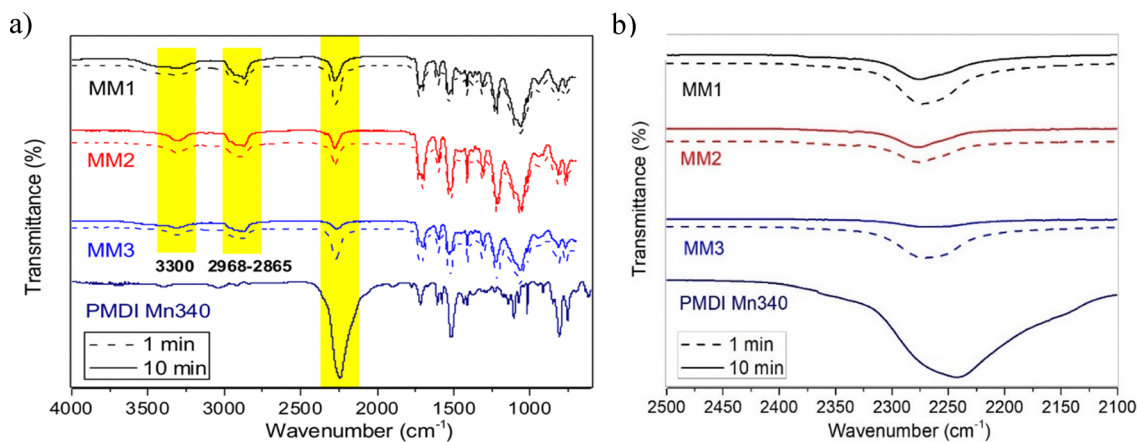 a)
Transmittance (%)
MM1
MM2
MM3
3300 2968-2865
PMDI Mn340
1 min
10 min
4000 3500 3000 2500 2000 1500 1000
Wavenumber (cm⁻¹)
b)
Transmittance (%)
MM1
MM2
MM3
PMDI Mn340
1 min
10 min
2500 2450 2400 2350 2300 2250 2200 2150 2100
Wavenumber (cm⁻¹)